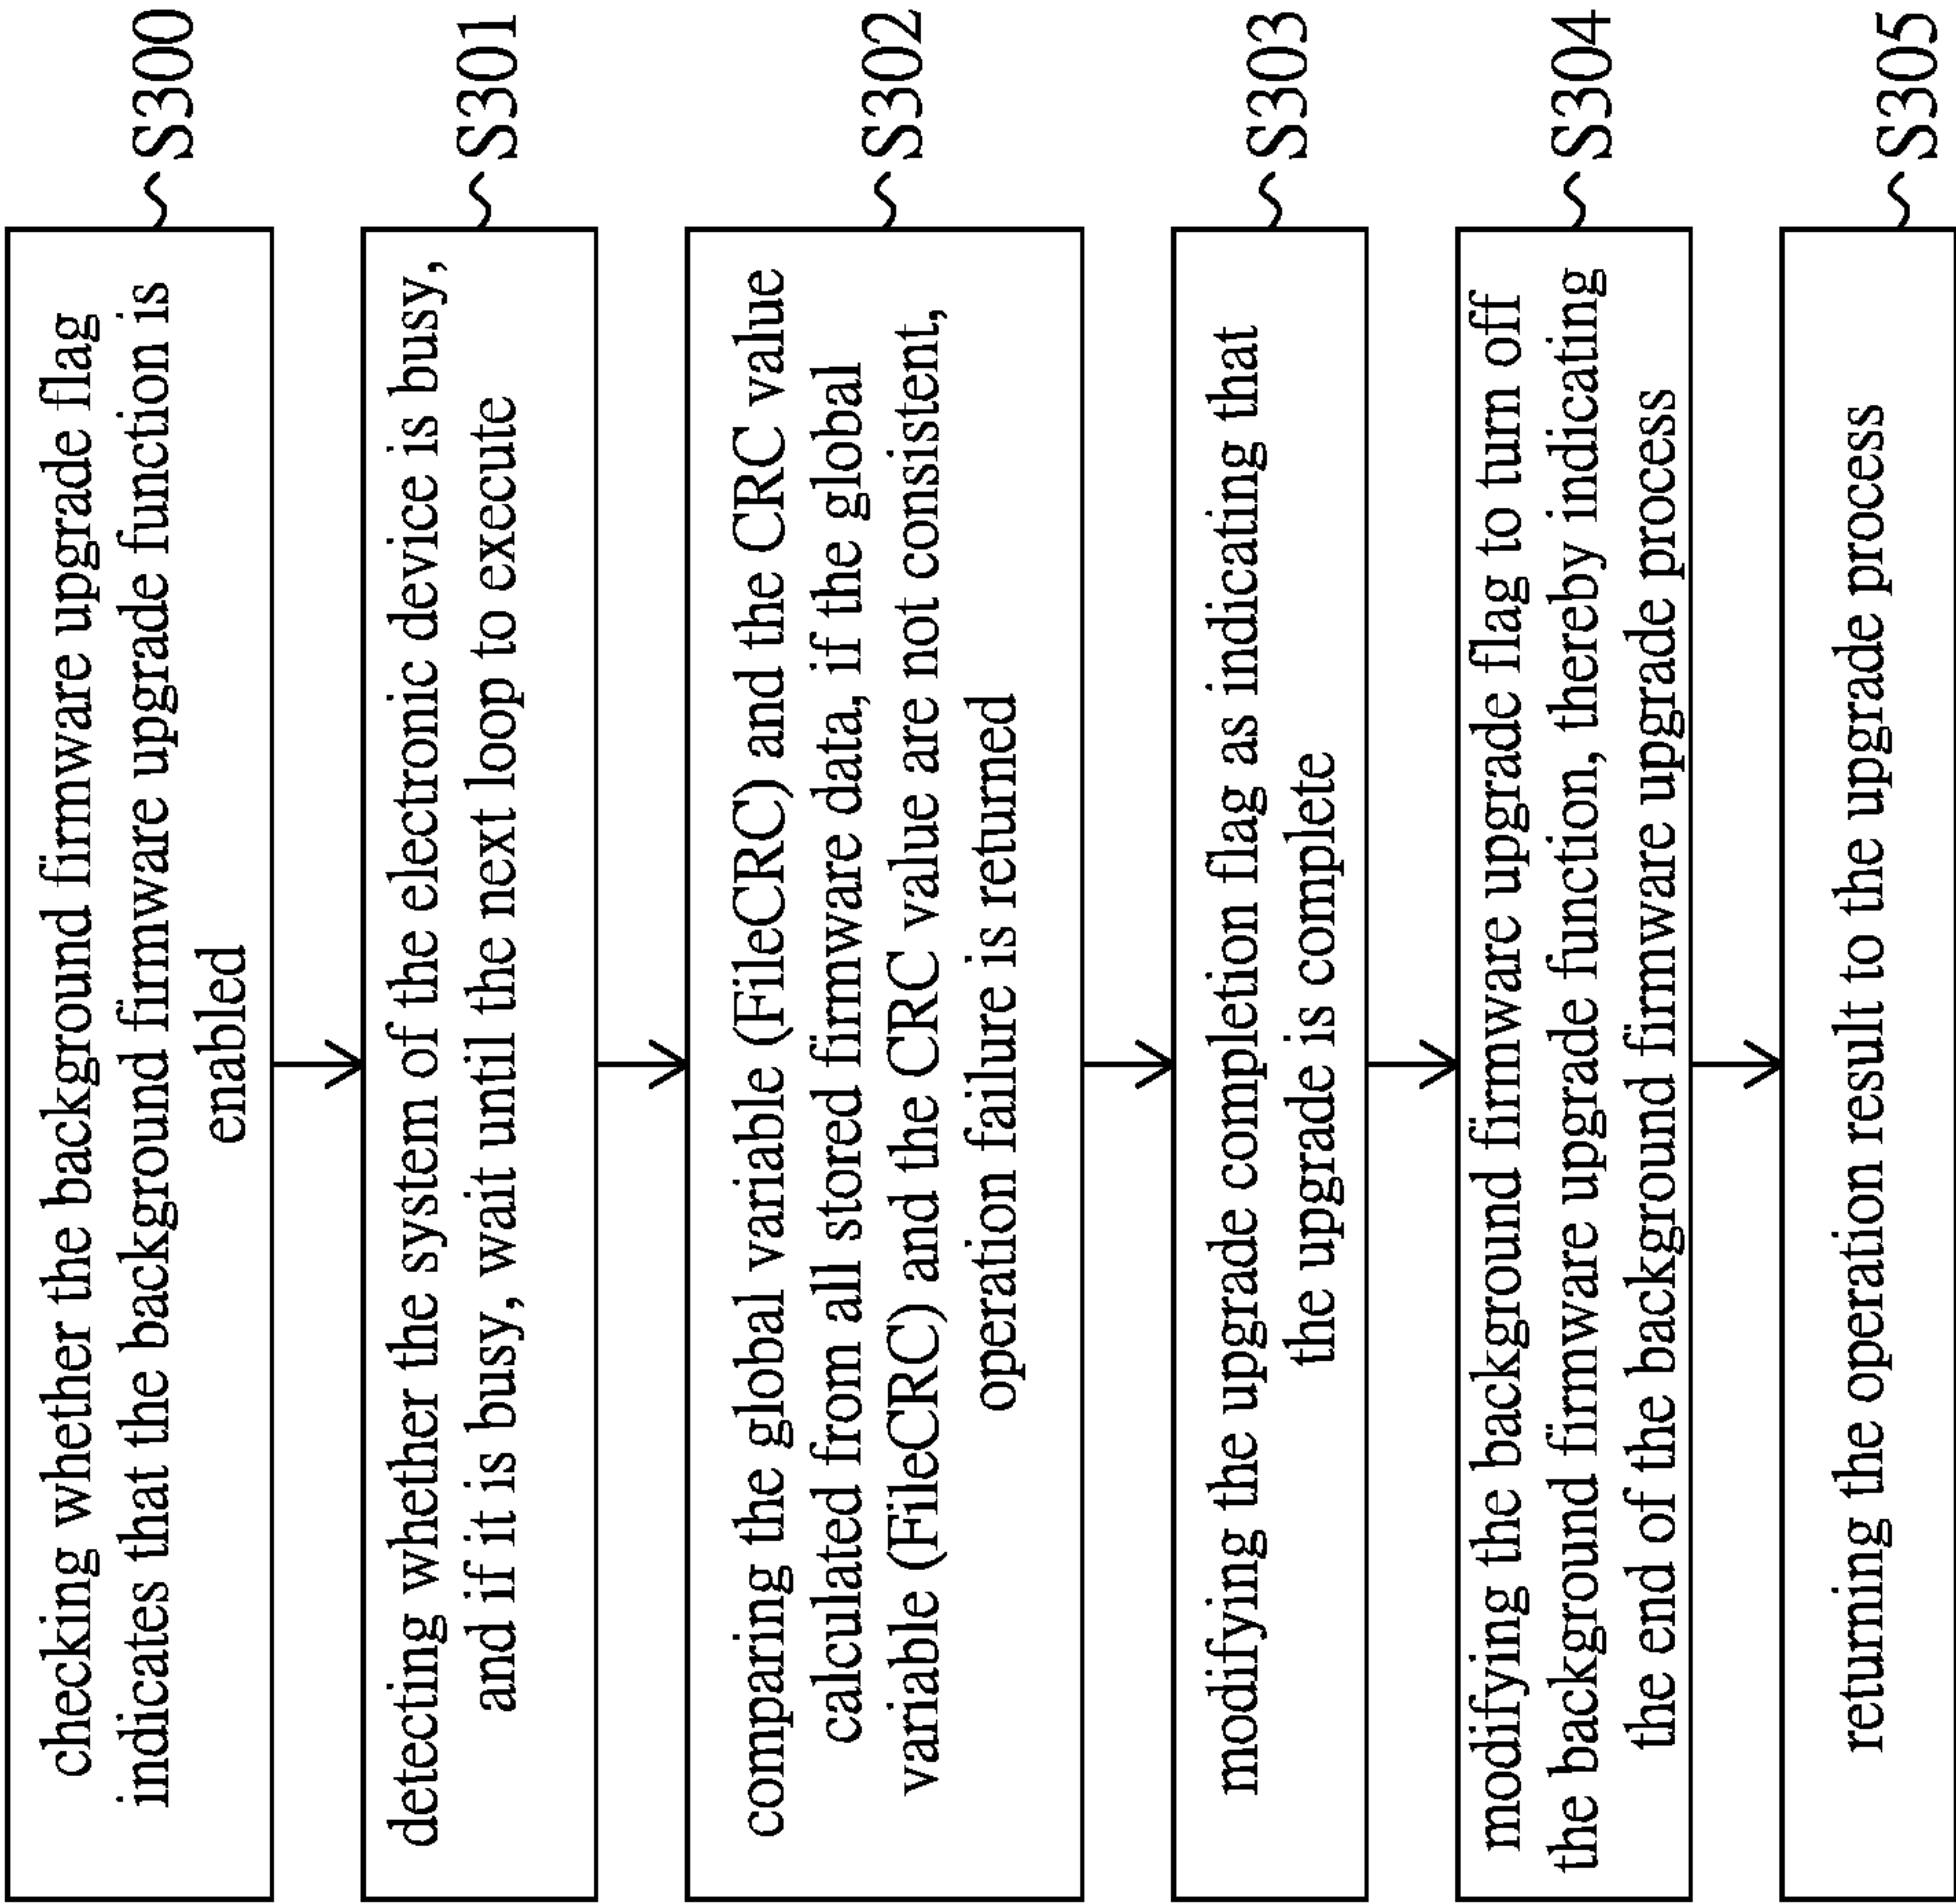 checking whether the background firmware upgrade flag
indicates that the background firmware upgrade function is
enabled
S300
detecting whether the system of the electronic device is busy,
and if it is busy, wait until the next loop to execute
S301
comparing the global variable (FileCRC) and the CRC value
calculated from all stored firmware data, if the global
variable (FileCRC) and the CRC value are not consistent,
operation failure is returned
S302
modifying the upgrade completion flag as indicating that
the upgrade is complete
S303
modifying the background firmware upgrade flag to turn off
the background firmware upgrade function, thereby indicating
the end of the background firmware upgrade process
S304
returning the operation result to the upgrade process
S305